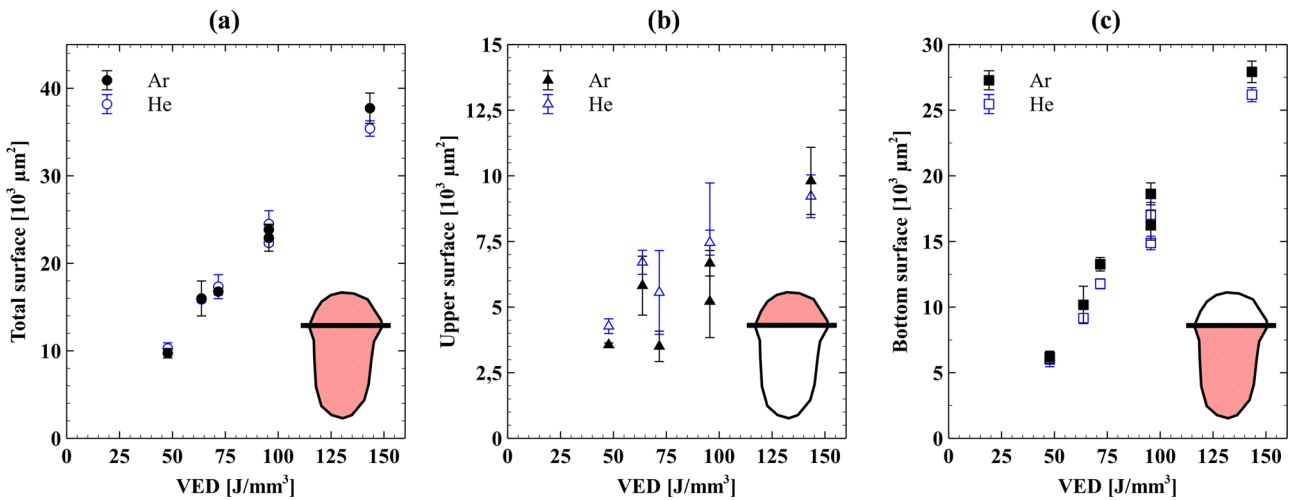 (a)
(b)
(c)
Total surface [10³ μm²]
40
30
20
10
0
Ar
He
0 25 50 75 100 125 150
VED [J/mm³]
Upper surface [10³ μm²]
15
12,5
10
7,5
5
2,5
0
Ar
He
0 25 50 75 100 125 150
VED [J/mm³]
Bottom surface [10³ μm²]
30
25
20
15
10
5
0
Ar
He
0 25 50 75 100 125 150
VED [J/mm³]